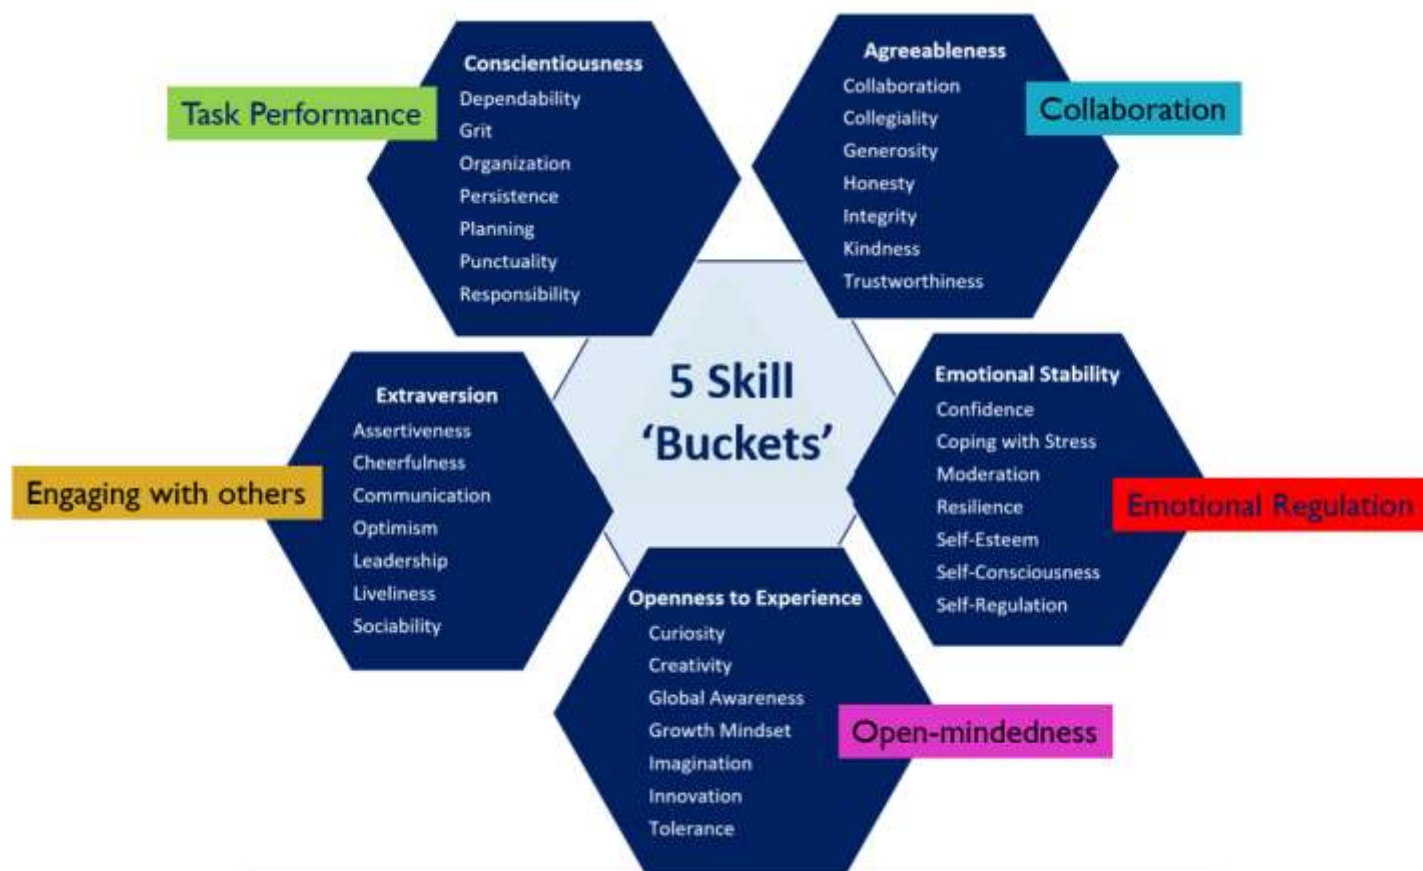 Conscientiousness
Dependability
Grit
Organization
Persistence
Planning
Punctuality
Responsibility
Task Performance
Agreeableness
Collaboration
Collegiality
Generosity
Honesty
Integrity
Kindness
Trustworthiness
Collaboration
5 Skill
‘Buckets’
Extraversion
Assertiveness
Cheerfulness
Communication
Optimism
Leadership
Liveliness
Sociability
Engaging with others
Emotional Stability
Confidence
Coping with Stress
Moderation
Resilience
Self-Esteem
Self-Consciousness
Self-Regulation
Emotional Regulation
Openness to Experience
Curiosity
Creativity
Global Awareness
Growth Mindset
Imagination
Innovation
Tolerance
Open-mindedness